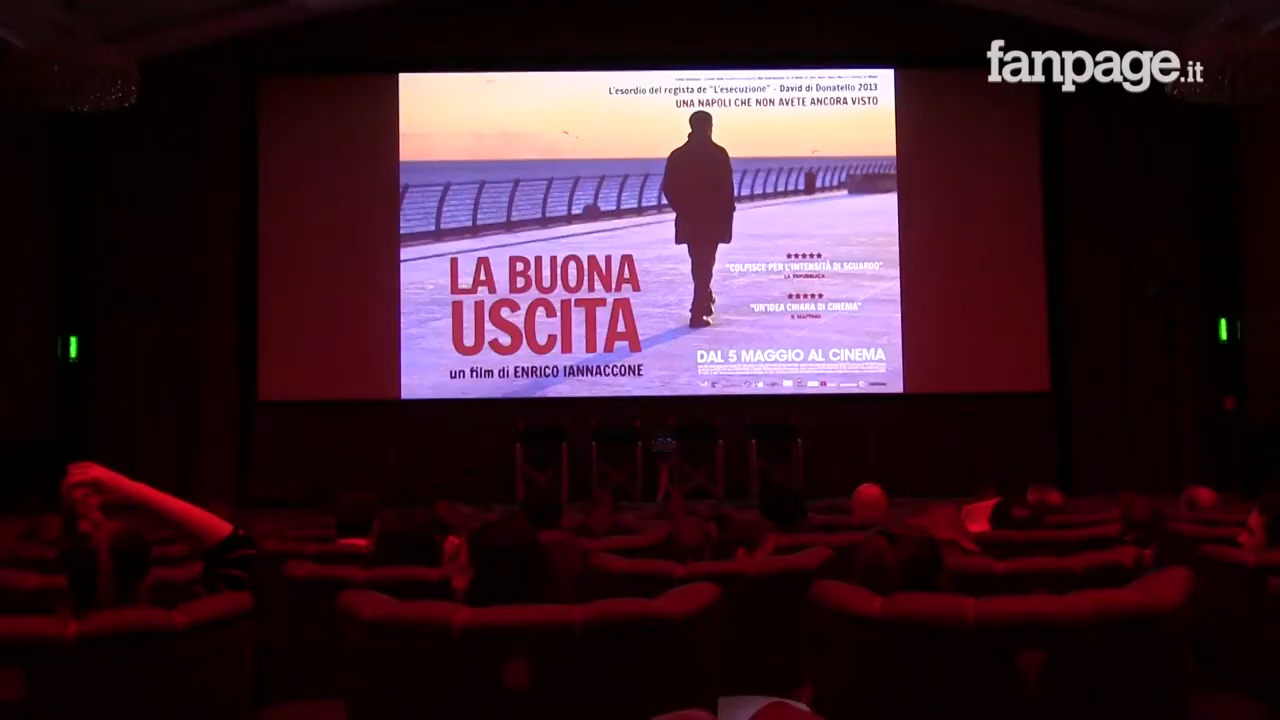 fanpage.it
L'esordio del regista de "L'esecuzione" - David di Donatello 2013
UNA NAPOLI CHE NON AVETE ANCORA VISTO
LA BUONA
USCITA
un film di ENRICO IANNACCONE
"COLPISCE PER L'INTENSITÀ DI SGUARDO"
LA REPUBBLICA
"UN'IDEA CHIARA DI CINEMA"
IL MATTINO
DAL 5 MAGGIO AL CINEMA